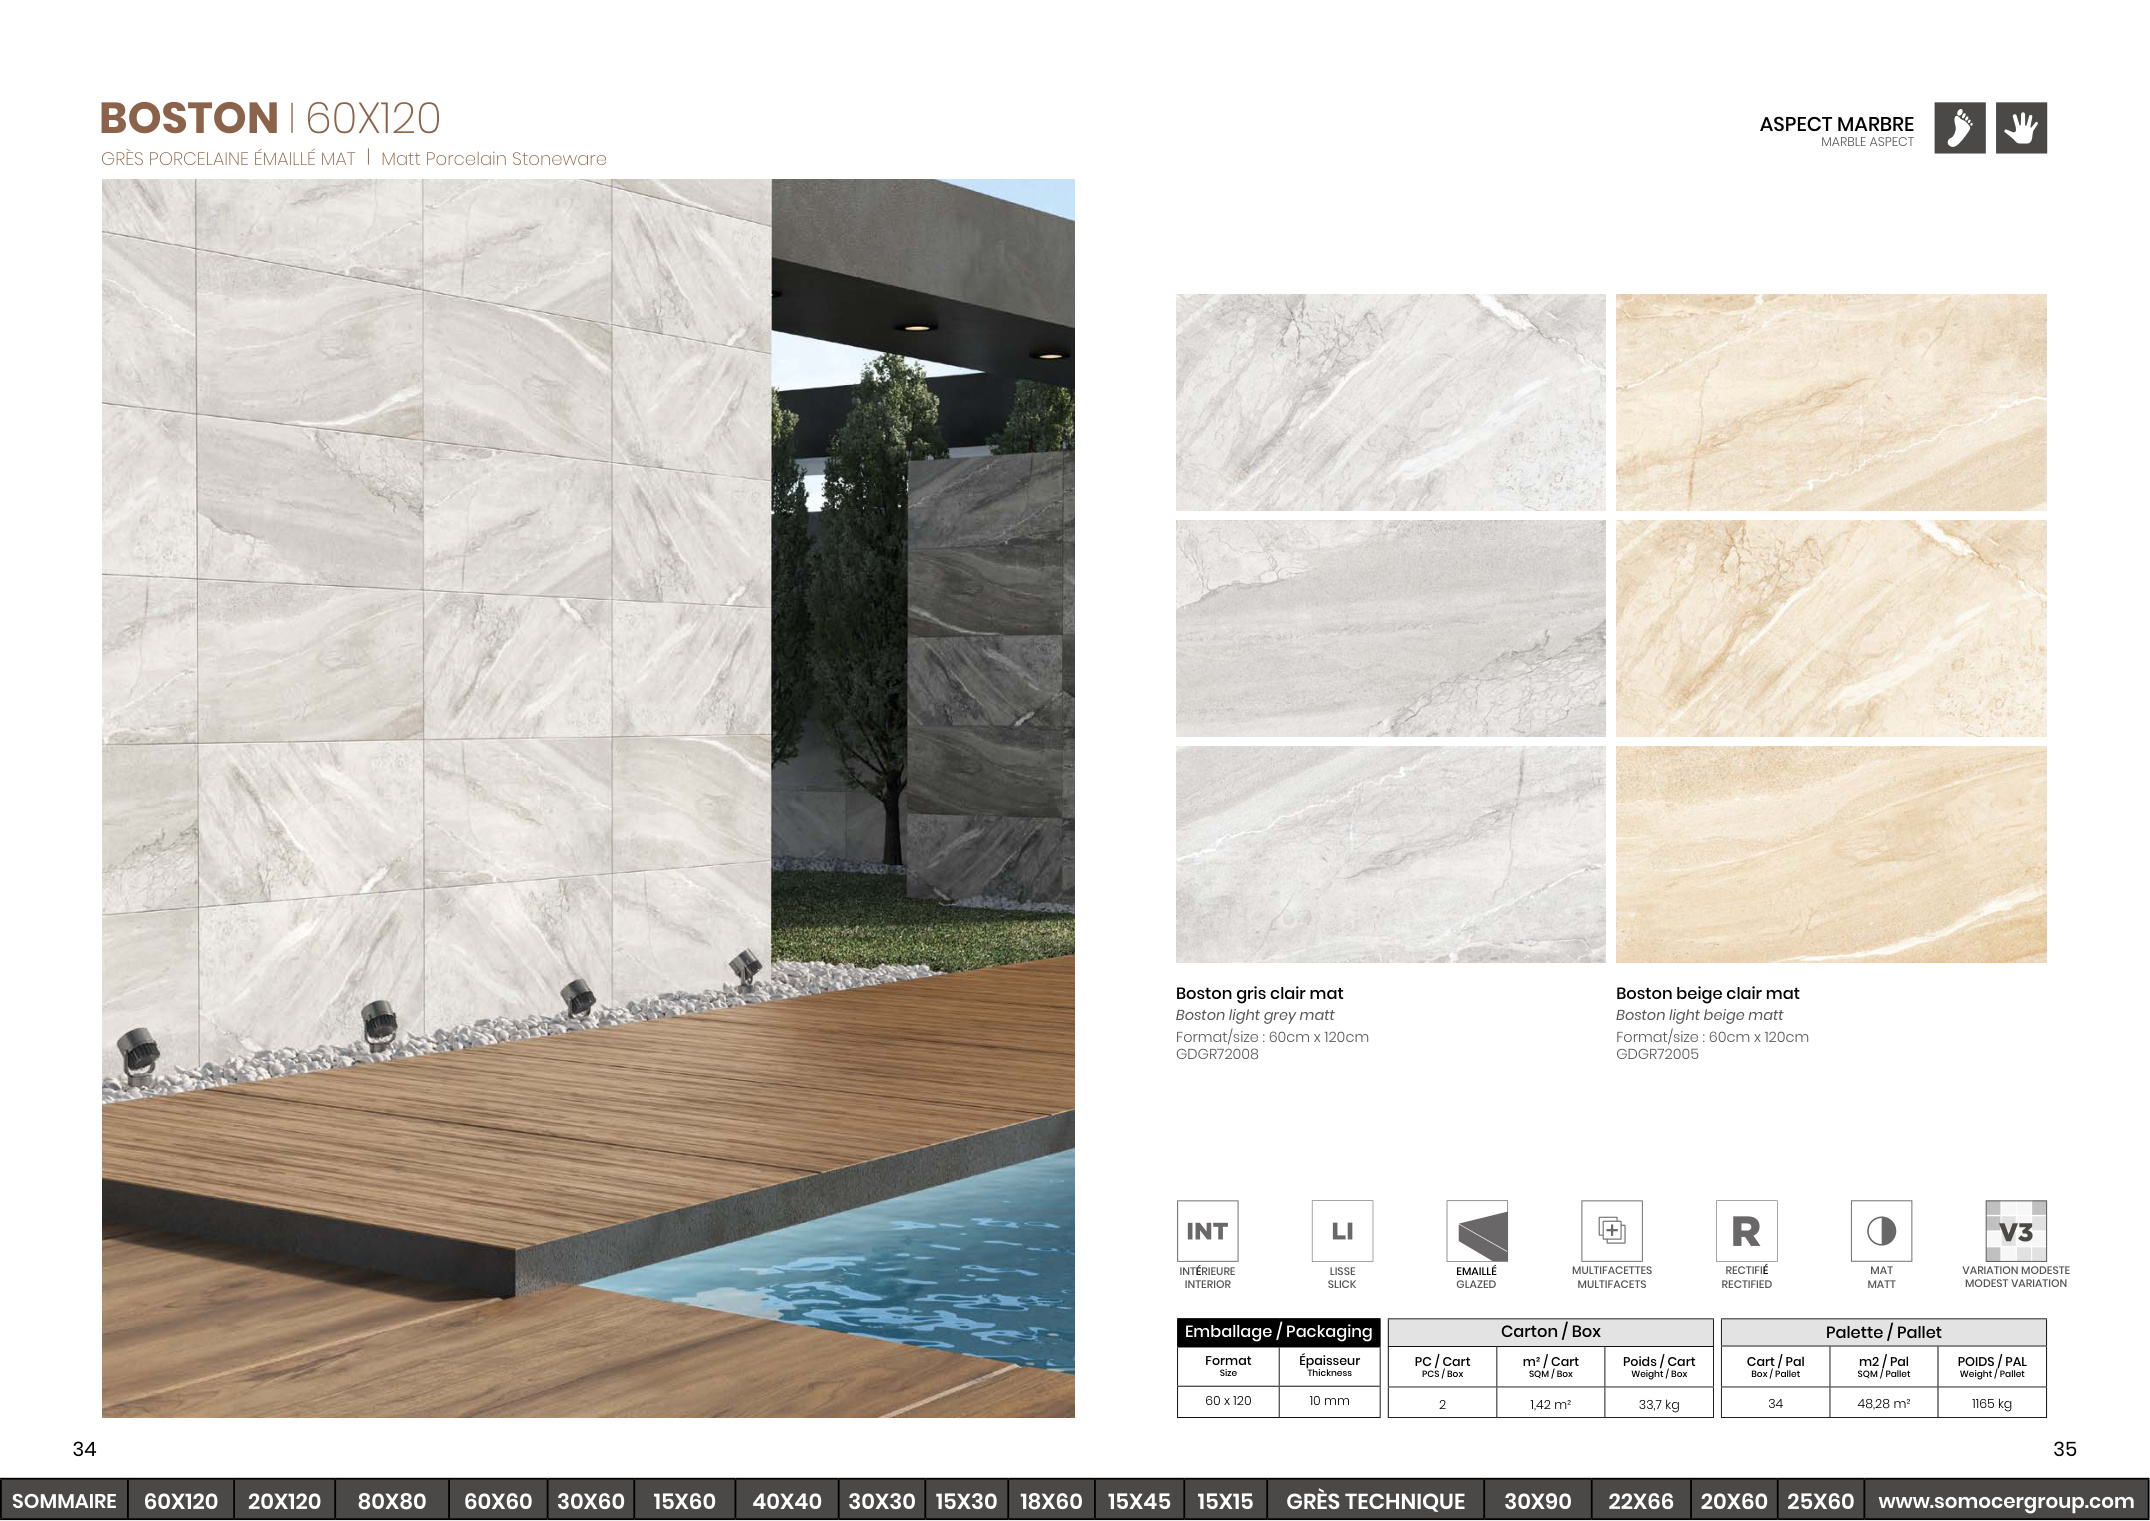 BOSTON | 60X120
GRÈS PORCELAINE ÉMAILLÉ MAT | Matt Porcelain Stoneware
ASPECT MARBRE
MARBLE ASPECT
Boston gris clair mat
Boston light grey matt
Format/size : 60cm x 120cm
GDGR72008
Boston beige clair mat
Boston light beige matt
Format/size : 60cm x 120cm
GDGR72005
INT
INTÉRIEURE
INTERIOR
LI
LISSE
SLICK
EMAILLÉ
GLAZED
MULTIFACETTES
MULTIFACETS
R
RECTIFIÉ
RECTIFIED
MAT
MATT
V3
VARIATION MODESTE
MODEST VARIATION
Emballage / Packaging
Format Épaisseur
Size Thickness
60 x 120 10 mm
Carton / Box
PC / Cart m² / Cart Poids / Cart
PCS / Box SQM / Box Weight / Box
2 1,42 m² 33,7 kg
Palette / Pallet
Cart / Pal m2 / Pal POIDS / PAL
Box / Pallet SQM / Pallet Weight / Pallet
34 48,28 m² 1165 kg
34
35
SOMMAIRE 60X120 20X120 80X80 60X60 30X60 15X60 40X40 30X30 15X30 18X60 15X45 15X15 GRÈS TECHNIQUE 30X90 22X66 20X60 25X60 www.somocergroup.com